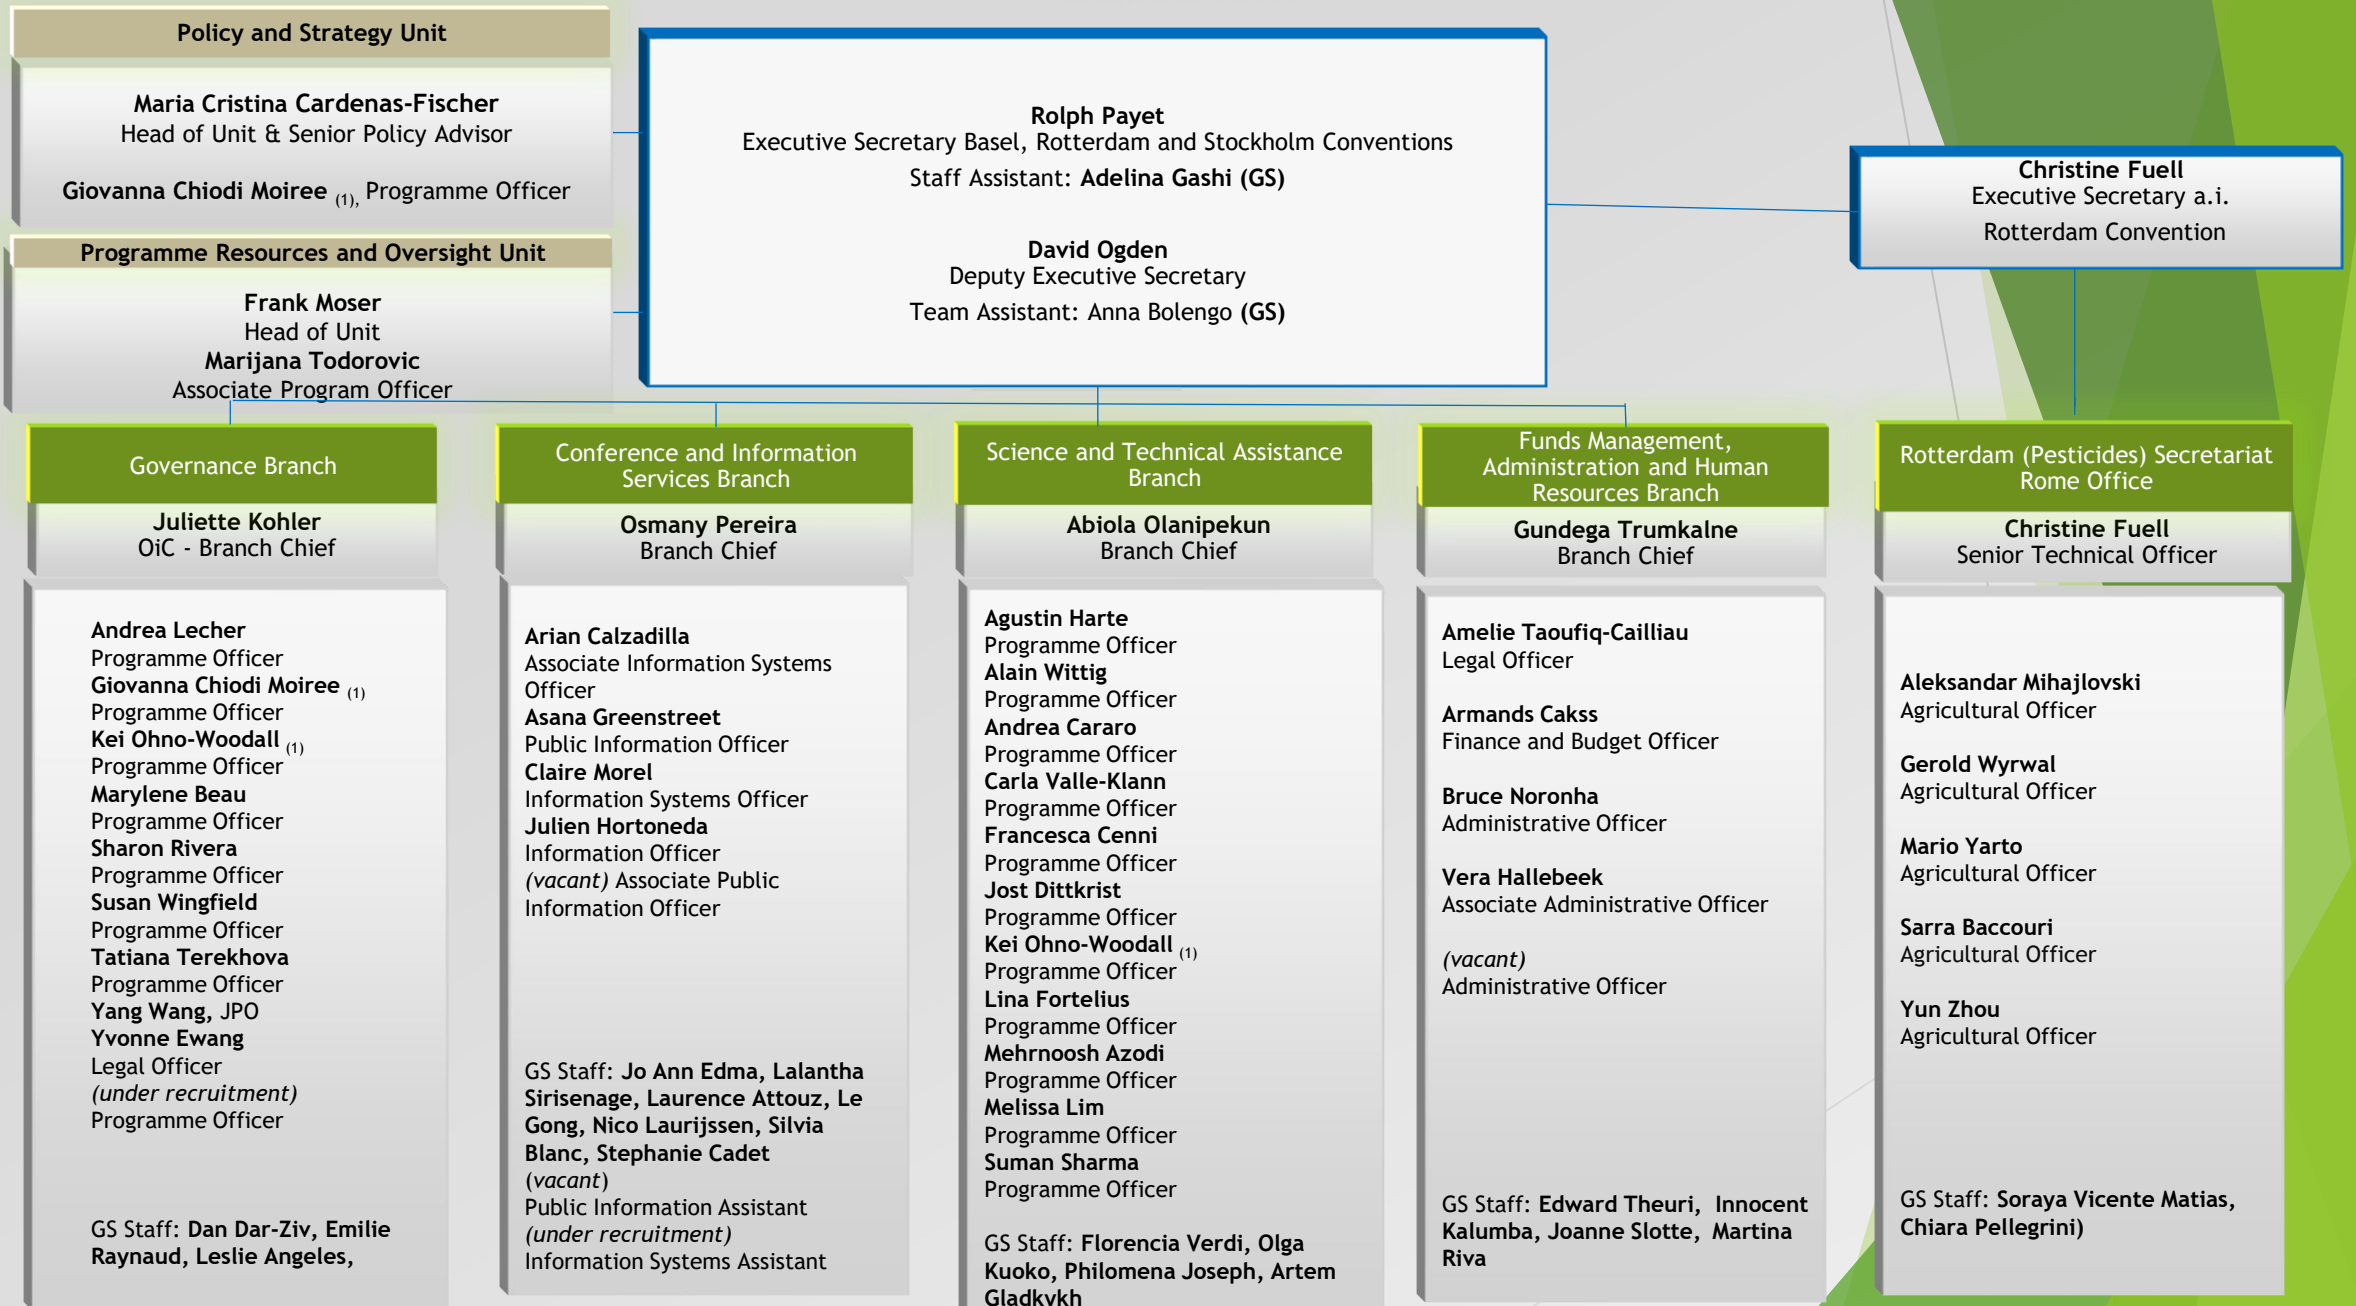 Policy and Strategy Unit
Maria Cristina Cardenas-Fischer
Head of Unit & Senior Policy Advisor
Giovanna Chiodi Moiree (1), Programme Officer
Programme Resources and Oversight Unit
Frank Moser
Head of Unit
Marijana Todorovic
Associate Program Officer
Rolph Payet
Executive Secretary Basel, Rotterdam and Stockholm Conventions
Staff Assistant: Adelina Gashi (GS)
David Ogden
Deputy Executive Secretary
Team Assistant: Anna Bolengo (GS)
Christine Fuell
Executive Secretary a.i.
Rotterdam Convention
Governance Branch
Juliette Kohler
OiC - Branch Chief
Andrea Lecher
Programme Officer
Giovanna Chiodi Moiree (1)
Programme Officer
Kei Ohno-Woodall (1)
Programme Officer
Marylene Beau
Programme Officer
Sharon Rivera
Programme Officer
Susan Wingfield
Programme Officer
Tatiana Terekhova
Programme Officer
Yang Wang, JPO
Yvonne Ewang
Legal Officer
(under recruitment)
Programme Officer
GS Staff: Dan Dar-Ziv, Emilie
Raynaud, Leslie Angeles,
Conference and Information
Services Branch
Osmany Pereira
Branch Chief
Arian Calzadilla
Associate Information Systems
Officer
Asana Greenstreet
Public Information Officer
Claire Morel
Information Systems Officer
Julien Hortoneda
Information Officer
(vacant) Associate Public
Information Officer
GS Staff: Jo Ann Edma, Lalantha
Sirisenage, Laurence Attouz, Le
Gong, Nico Laurijssen, Silvia
Blanc, Stephanie Cadet
(vacant)
Public Information Assistant
(under recruitment)
Information Systems Assistant
Science and Technical Assistance
Branch
Abiola Olanipekun
Branch Chief
Agustin Harte
Programme Officer
Alain Wittig
Programme Officer
Andrea Cararo
Programme Officer
Carla Valle-Klann
Programme Officer
Francesca Cenni
Programme Officer
Jost Dittkrist
Programme Officer
Kei Ohno-Woodall (1)
Programme Officer
Lina Fortelius
Programme Officer
Mehrnoosh Azodi
Programme Officer
Melissa Lim
Programme Officer
Suman Sharma
Programme Officer
GS Staff: Florencia Verdi, Olga
Kuoko, Philomena Joseph, Artem
Gladkykh
Funds Management,
Administration and Human
Resources Branch
Gundega Trumkalne
Branch Chief
Amelie Taoufiq-Cailliau
Legal Officer
Armands Cakss
Finance and Budget Officer
Bruce Noronha
Administrative Officer
Vera Hallebeek
Associate Administrative Officer
(vacant)
Administrative Officer
GS Staff: Edward Theuri, Innocent
Kalumba, Joanne Slotte, Martina
Riva
Rotterdam (Pesticides) Secretariat
Rome Office
Christine Fuell
Senior Technical Officer
Aleksandar Mihajlovski
Agricultural Officer
Gerold Wyrwal
Agricultural Officer
Mario Yarto
Agricultural Officer
Sarra Baccouri
Agricultural Officer
Yun Zhou
Agricultural Officer
GS Staff: Soraya Vicente Matias,
Chiara Pellegrini)